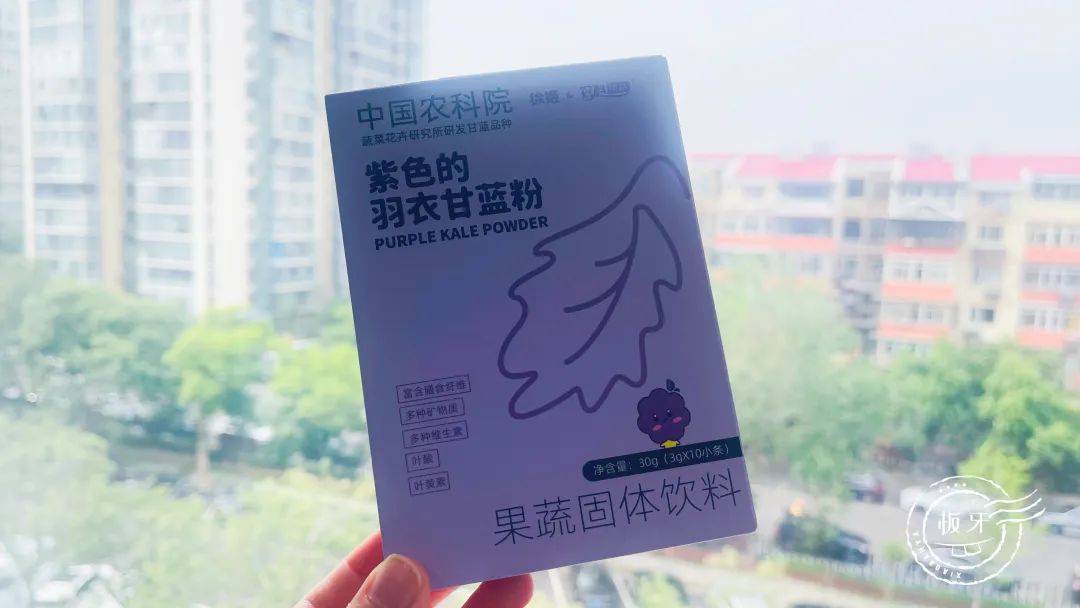 中国农科院
蔬菜花卉研究所研发甘蓝品种
紫色的
羽衣甘蓝粉
PURPLE KALE POWDER
富含膳食纤维
多种矿物质
多种维生素
叶酸
叶黄素
净含量：30g（3gX10小条）
果蔬固体饮料
板牙